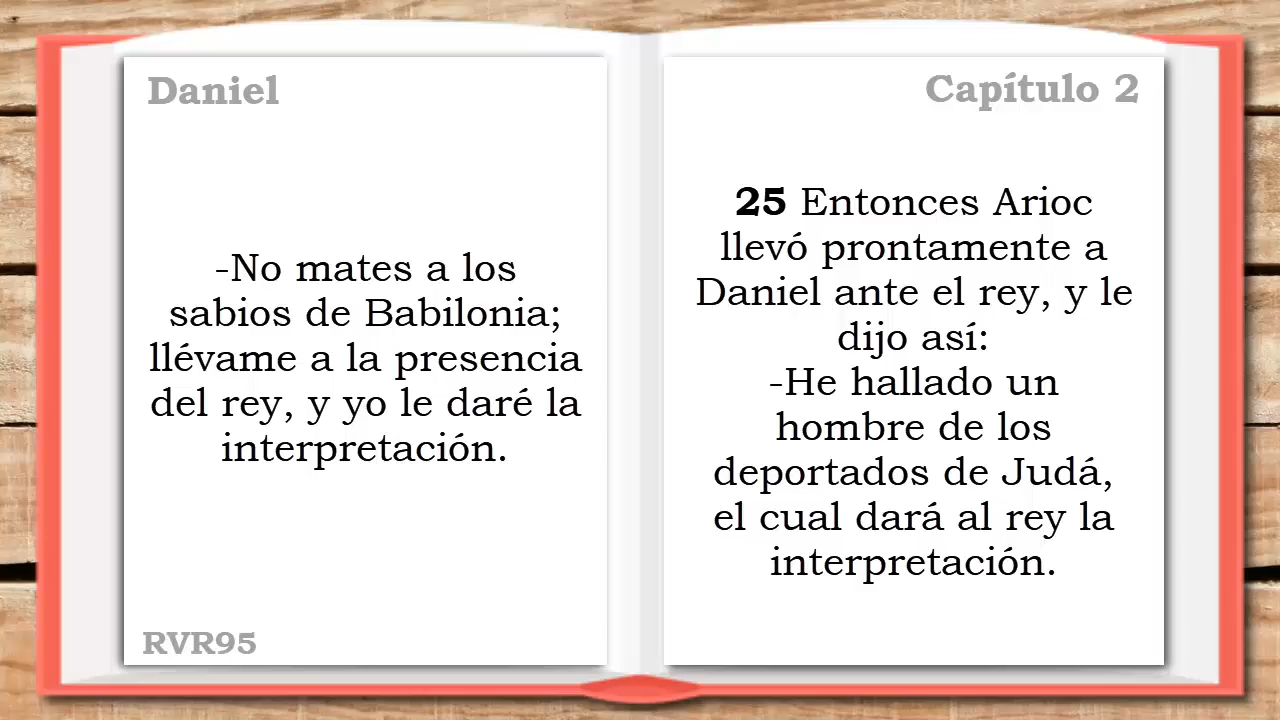 Daniel
-No mates a los
sabios de Babilonia;
llévame a la presencia
del rey, y yo le daré la
interpretación.
RVR95
Capítulo 2
25 Entonces Arioc
llevó prontamente a
Daniel ante el rey, y le
dijo así:
-He hallado un
hombre de los
deportados de Judá,
el cual dará al rey la
interpretación.